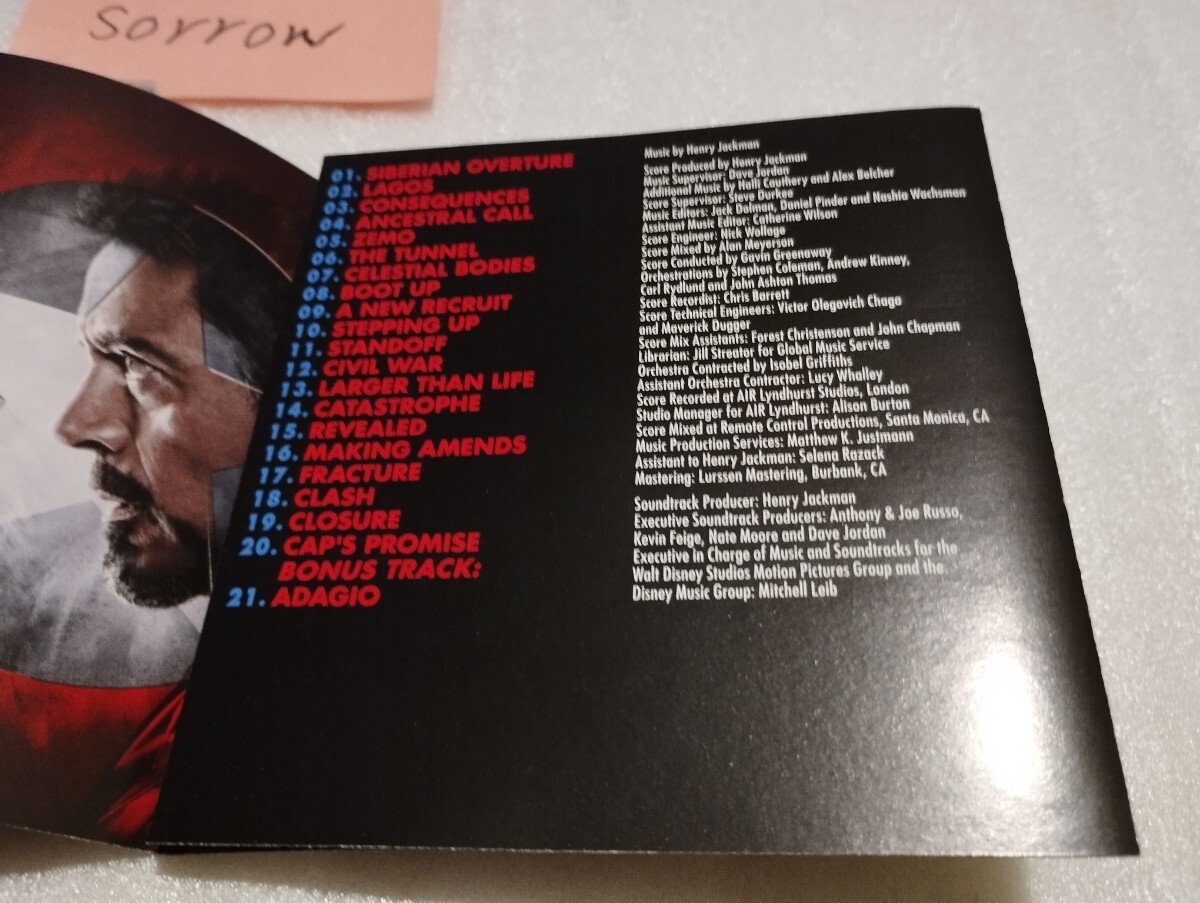 sorrow
01. SIBERIAN OVERTURE
02. LAGOS
03. CONSEQUENCES
04. ANCESTRAL CALL
05. ZEMO
06. THE TUNNEL
07. CELESTIAL BODIES
08. BOOT UP
09. A NEW RECRUIT
10. STEPPING UP
11. STANDOFF
12. CIVIL WAR
13. LARGER THAN LIFE
14. CATASTROPHE
15. REVEALED
16. MAKING AMENDS
17. FRACTURE
18. CLASH
19. CLOSURE
20. CAP'S PROMISE
BONUS TRACK:
21. ADAGIO
Music by Henry Jackman
Score Produced by Henry Jackman
Music Supervisor: Dave Jordan
Additional Music by Halli Cauthery and Alex Belcher
Score Supervisor: Steve Durkee
Music Editors: Jack Dolman, Daniel Pinder and Nashia Wachsman
Assistant Music Editor: Catherine Wilson
Score Engineer: Nick Wollage
Score Mixed by Alan Meyerson
Score Conducted by Gavin Greenaway
Orchestrations by Stephen Coleman, Andrew Kinney,
Carl Rydlund and John Ashton Thomas
Score Recordist: Chris Barrett
Score Technical Engineers: Victor Olegovich Chaga
and Maverick Dugger
Score Mix Assistants: Forest Christenson and John Chapman
Librarian: Jill Streator for Global Music Service
Orchestra Contracted by Isobel Griffiths
Assistant Orchestra Contractor: Lucy Whalley
Score Recorded at AIR Lyndhurst Studios, London
Studio Manager for AIR Lyndhurst: Alison Burton
Score Mixed at Remote Control Productions, Santa Monica, CA
Music Production Services: Matthew K. Justmann
Assistant to Henry Jackman: Selena Razack
Mastering: Lurssen Mastering, Burbank, CA
Soundtrack Producer: Henry Jackman
Executive Soundtrack Producers: Anthony & Joe Russo,
Kevin Feige, Nate Moore and Dave Jordan
Executive in Charge of Music and Soundtracks for the
Walt Disney Studios Motion Pictures Group and the
Disney Music Group: Mitchell Leib